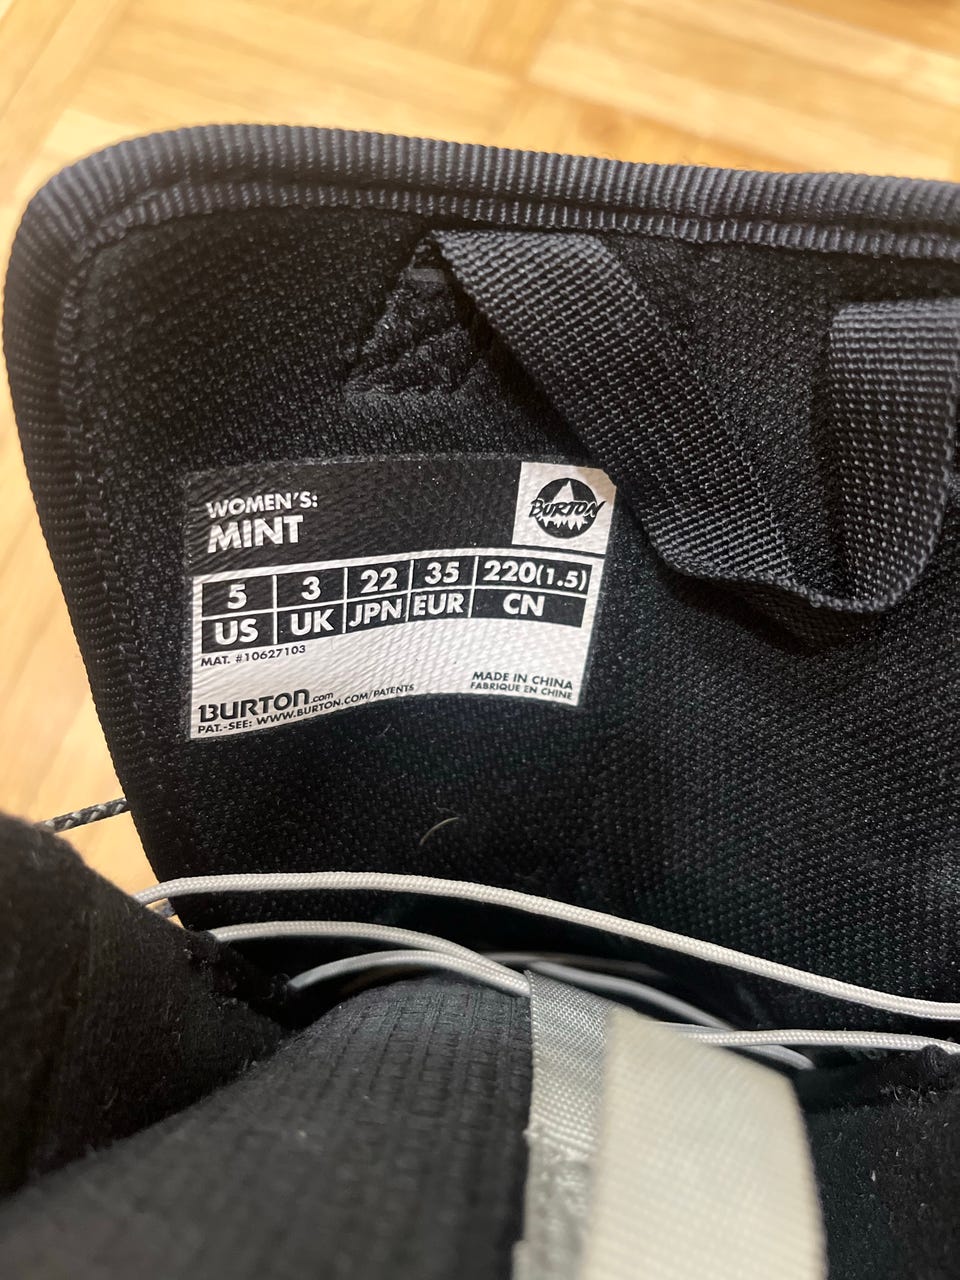 WOMEN'S:
MINT
BURTON
5 3 22 35 220(1.5)
US UK JPN EUR CN
MAT. #10627103
BURTON.com
PAT.-SEE: WWW.BURTON.COM/PATENTS
MADE IN CHINA
FABRIQUE EN CHINE